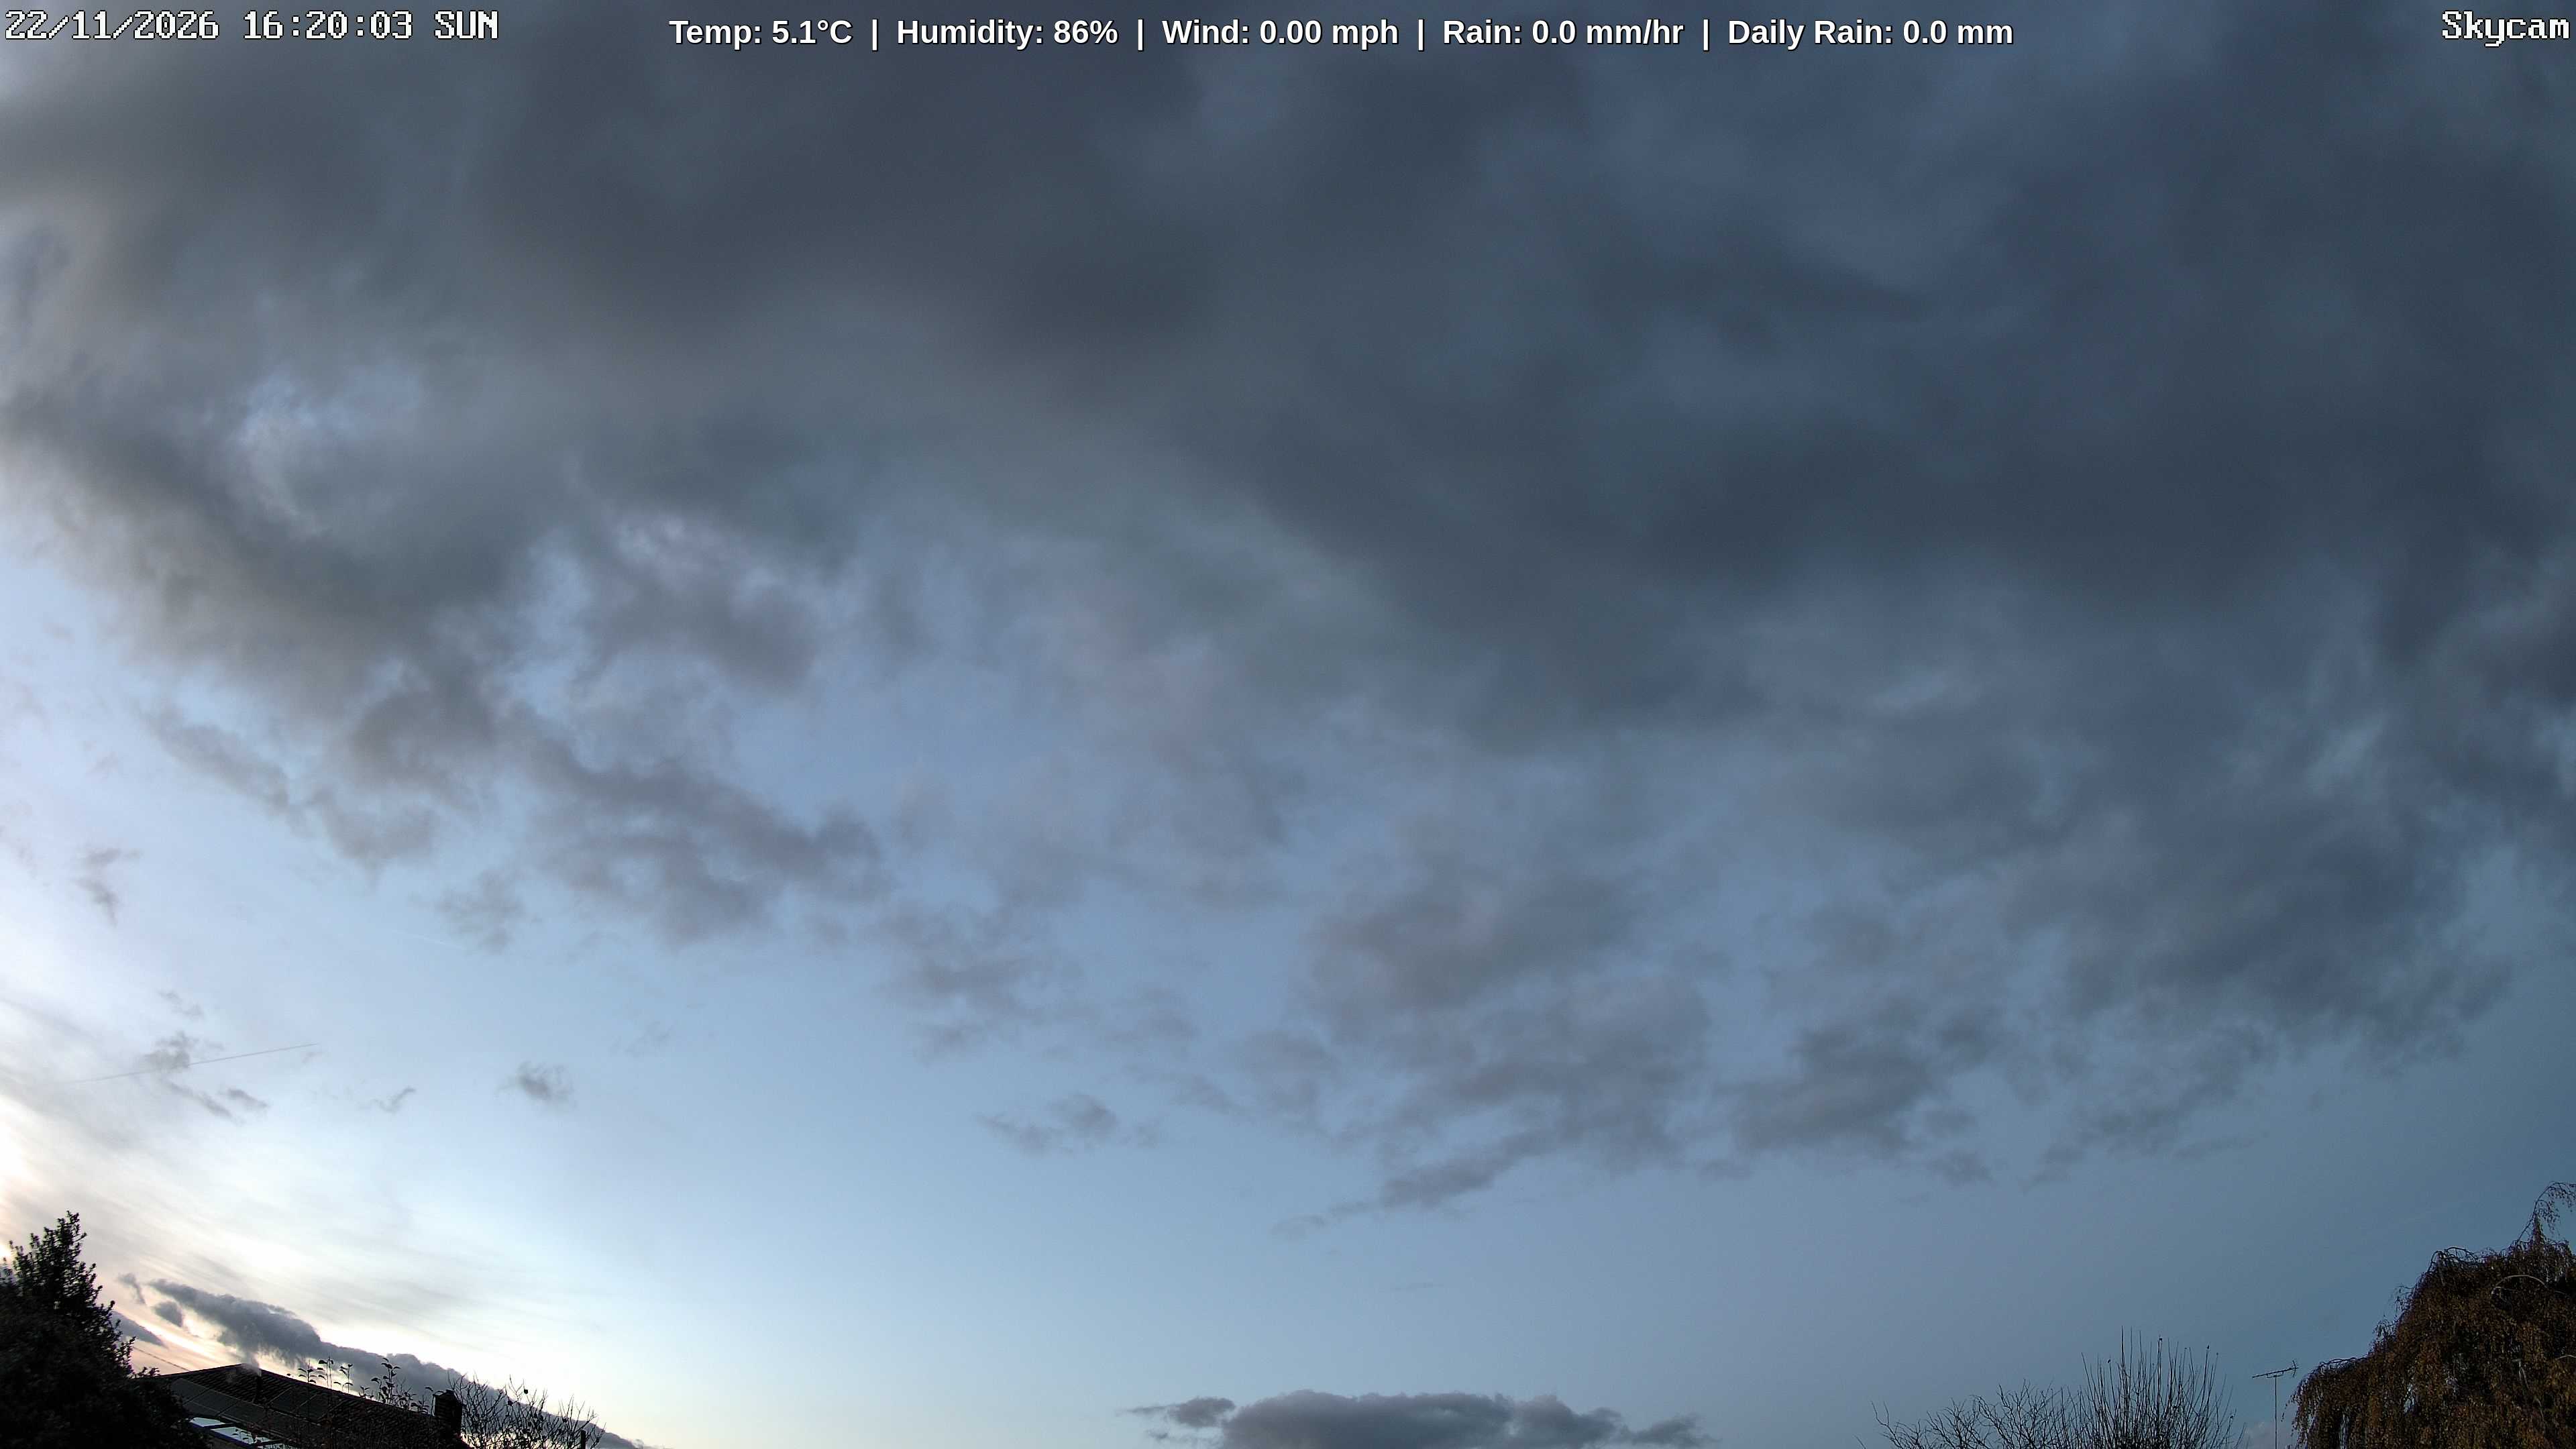 22/11/2026 16:20:03 SUN
Temp: 5.1°C | Humidity: 86% | Wind: 0.00 mph | Rain: 0.0 mm/hr | Daily Rain: 0.0 mm
Skycam